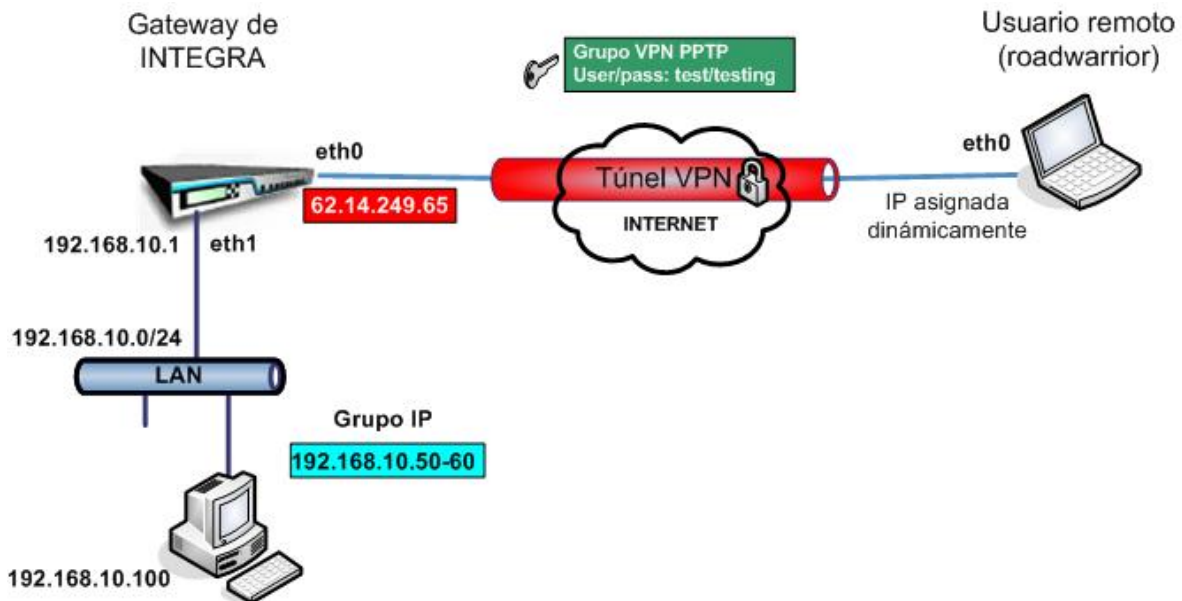 Gateway de
INTEGRA
Grupo VPN PPTP
User/pass: test/testing
Usuario remoto
(roadwarrior)
eth0
62.14.249.65
Túnel VPN
INTERNET
eth0
IP asignada
dinámicamente
192.168.10.1
eth1
192.168.10.0/24
LAN
Grupo IP
192.168.10.50-60
192.168.10.100